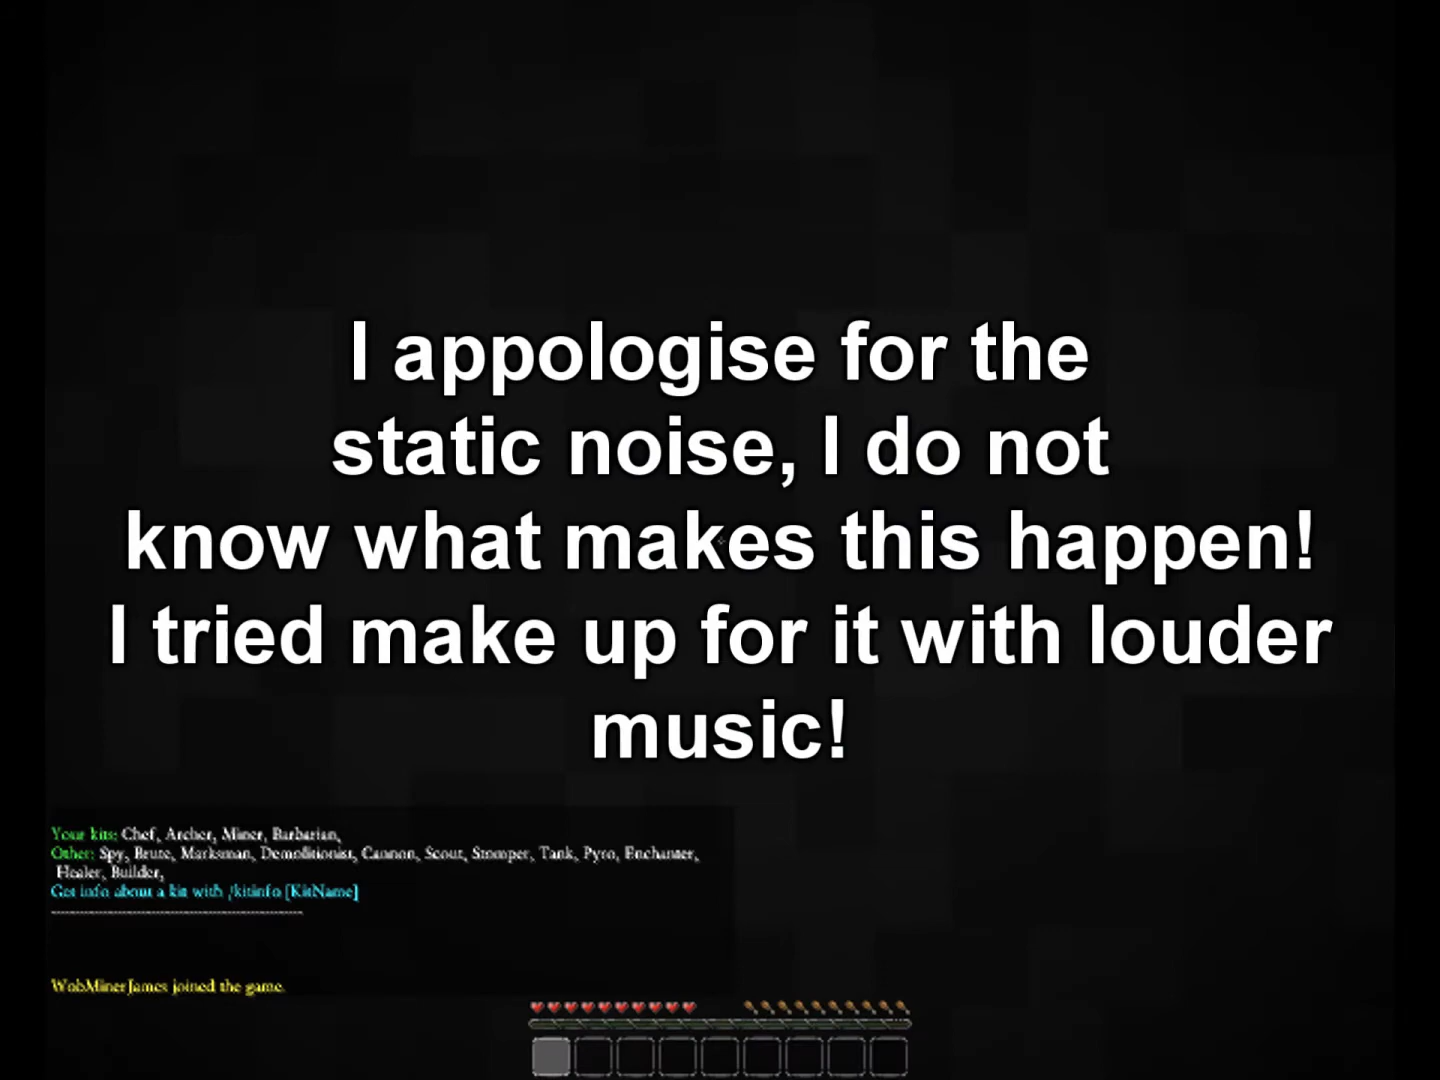 I appologise for the
static noise, I do not
know what makes this happen!
I tried make up for it with louder
music!
Your kits: Chef, Archer, Miner, Barbarian,
Other: Spy, Brute, Marksman, Demolitionist, Cannon, Scout, Stomper, Tank, Pyro, Enchanter,
Healer, Builder,
Get info about a kit with /kitinfo [KitName]
WobMinerJames joined the game.